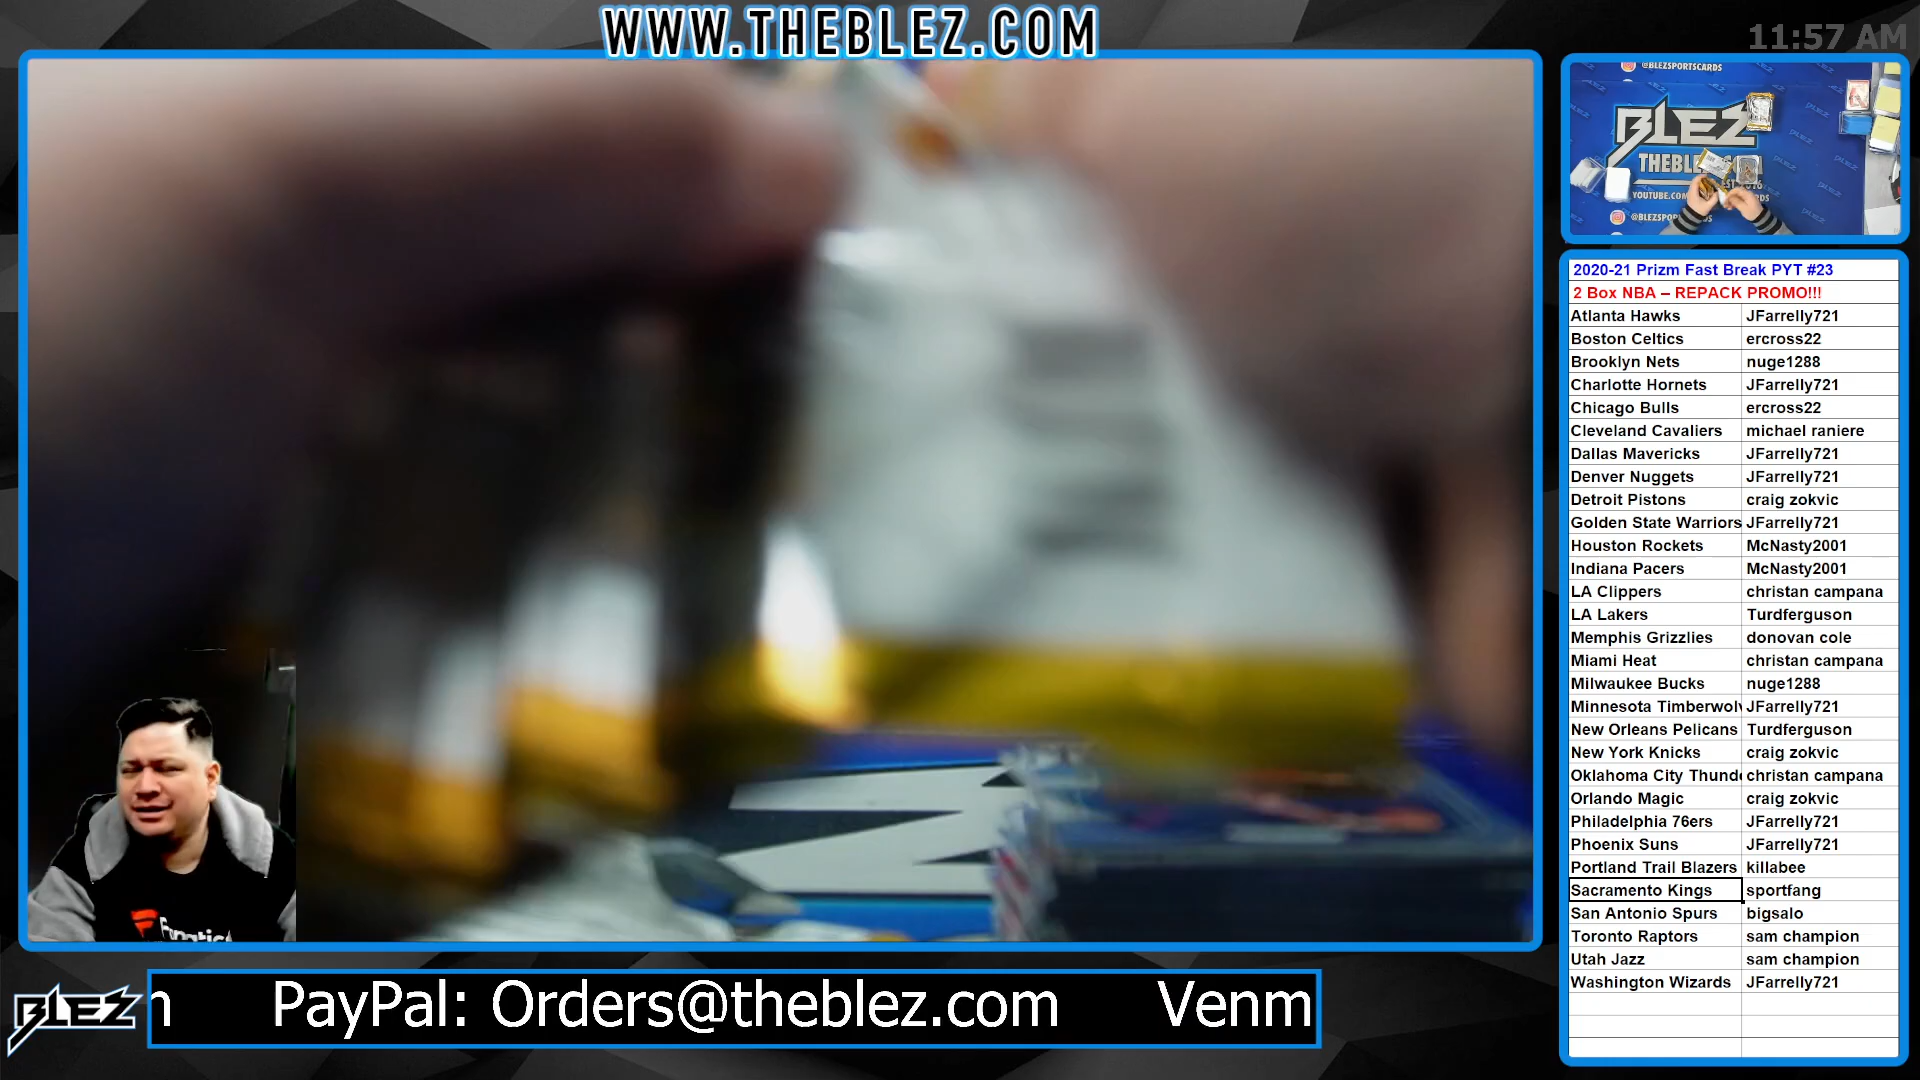 WWW.THEBLEZ.COM
11:57 AM
@BLEZSPORTSCARDS
BLEZ
2020-21 Prizm Fast Break PYT #23
2 Box NBA – REPACK PROMO!!!
Atlanta Hawks JFarrelly721
Boston Celtics ercross22
Brooklyn Nets nuge1288
Charlotte Hornets JFarrelly721
Chicago Bulls ercross22
Cleveland Cavaliers michael raniere
Dallas Mavericks JFarrelly721
Denver Nuggets JFarrelly721
Detroit Pistons craig zokvic
Golden State Warriors JFarrelly721
Houston Rockets McNasty2001
Indiana Pacers McNasty2001
LA Clippers christan campana
LA Lakers Turdferguson
Memphis Grizzlies donovan cole
Miami Heat christan campana
Milwaukee Bucks nuge1288
Minnesota Timberwolv JFarrelly721
New Orleans Pelicans Turdferguson
New York Knicks craig zokvic
Oklahoma City Thunde christan campana
Orlando Magic craig zokvic
Philadelphia 76ers JFarrelly721
Phoenix Suns JFarrelly721
Portland Trail Blazers killabee
Sacramento Kings sportfang
San Antonio Spurs bigsalo
Toronto Raptors sam champion
Utah Jazz sam champion
Washington Wizards JFarrelly721
BLEZ
PayPal: Orders@theblez.com Venm